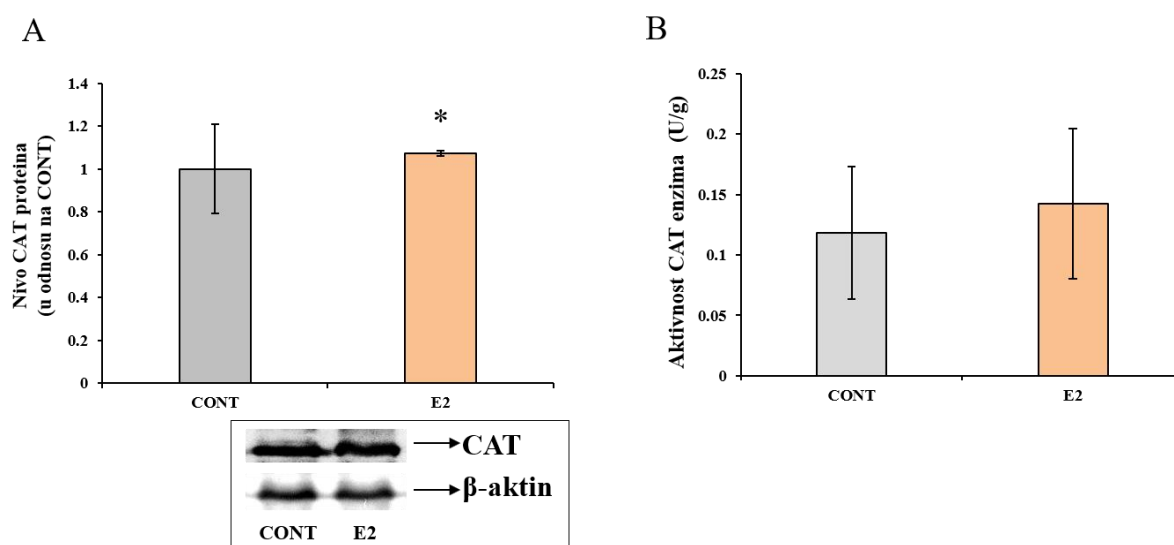 A
Nivo CAT proteina
(u odnosu na CONT)
1.4
1.2
1
0.8
0.6
0.4
0.2
0
*
CONT
E2
CAT
β-aktin
CONT
E2
B
Aktivnost CAT enzima (U/g)
0.25
0.2
0.15
0.1
0.05
0
CONT
E2